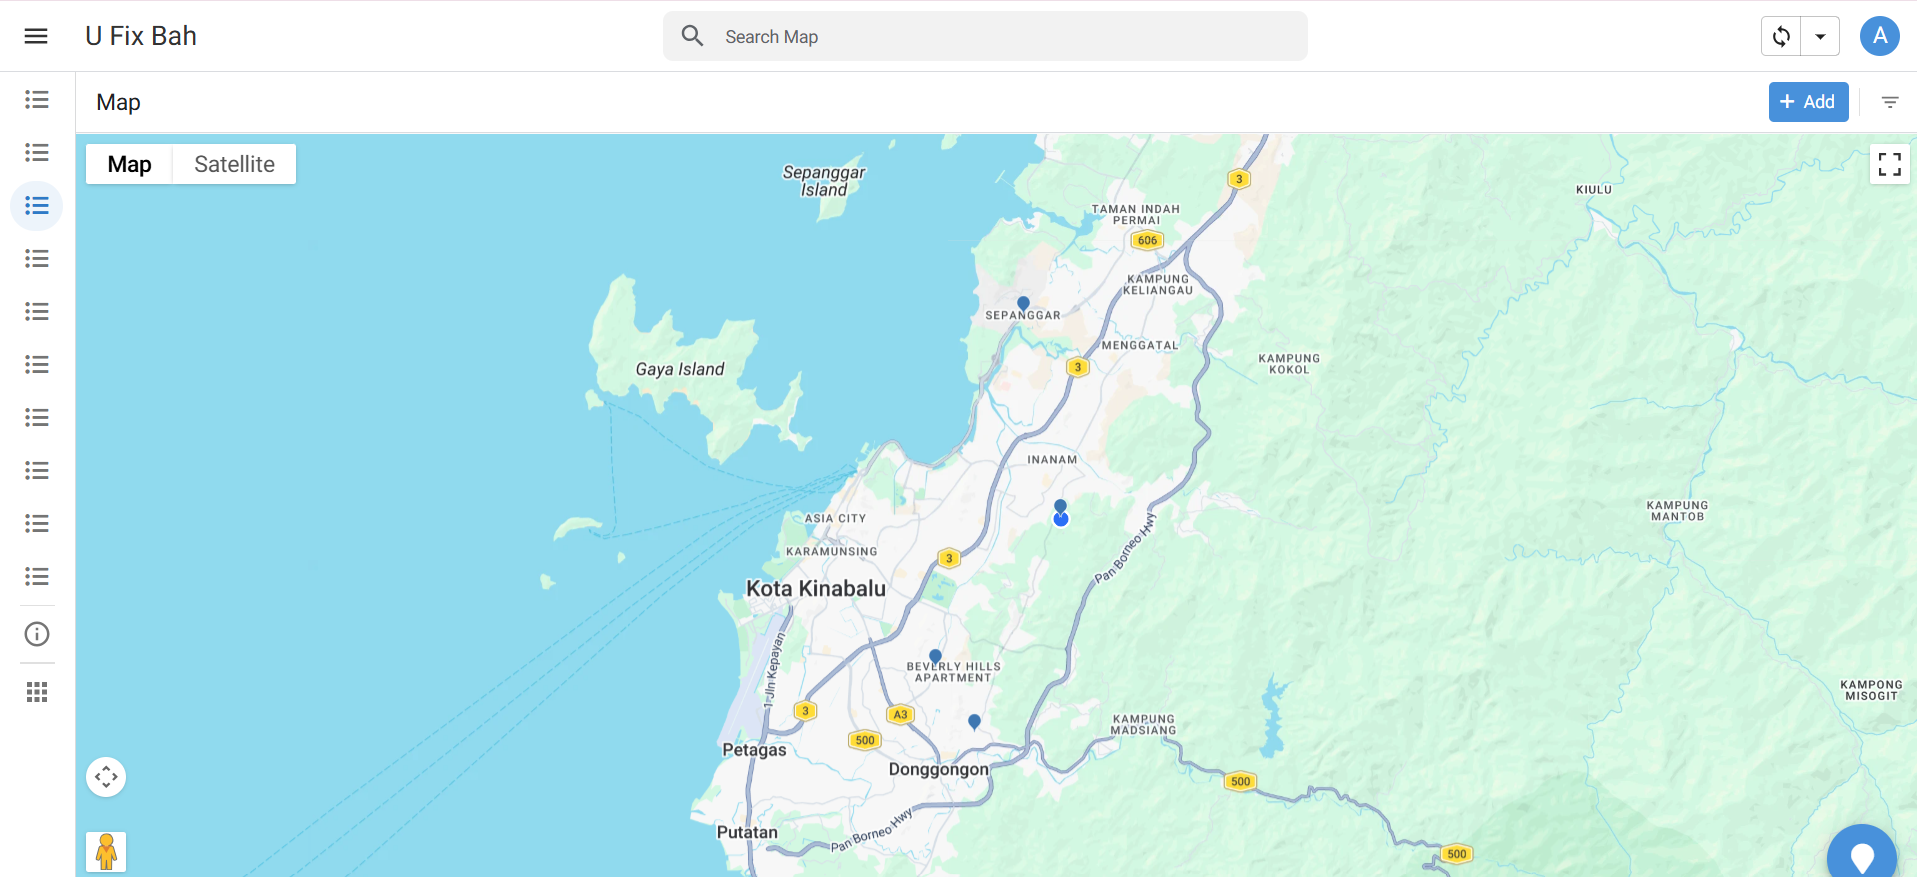 U Fix Bah
Search Map
A
Map
Add
Map
Satellite
Sepanggar
Island
3
KIULU
TAMAN INDAH
PERMAI
606
KAMPUNG
KELIANGAU
SEPANGGAR
MENGGATAL
KAMPUNG
KOKOL
3
Gaya Island
INANAM
KAMPUNG
MANTOB
ASIA CITY
Pan Borneo Hwy
KARAMUNSING
3
Kota Kinabalu
1 Jln Kepayan
BEVERLY HILLS
APARTMENT
KAMPONG
MISOGIT
3
A3
KAMPUNG
MADSIANG
500
Petagas
Donggongon
500
Putatan
Pan Borneo Hwy
500